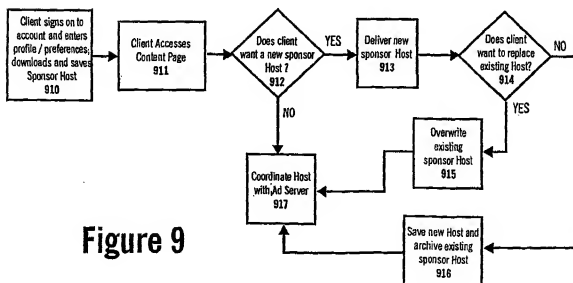 Client signs on to
account and enters
profile / preferences;
downloads and saves
Sponsor Host
910
Client Accesses
Content Page
911
Does client
want a new sponsor
Host ?
912
YES
Deliver new
sponsor Host
913
Does client
want to replace
existing Host?
914
NO
NO
YES
Overwrite
existing
sponsor Host
915
Coordinate Host
with Ad Server
917
Save new Host and
archive existing
sponsor Host
916
Figure 9